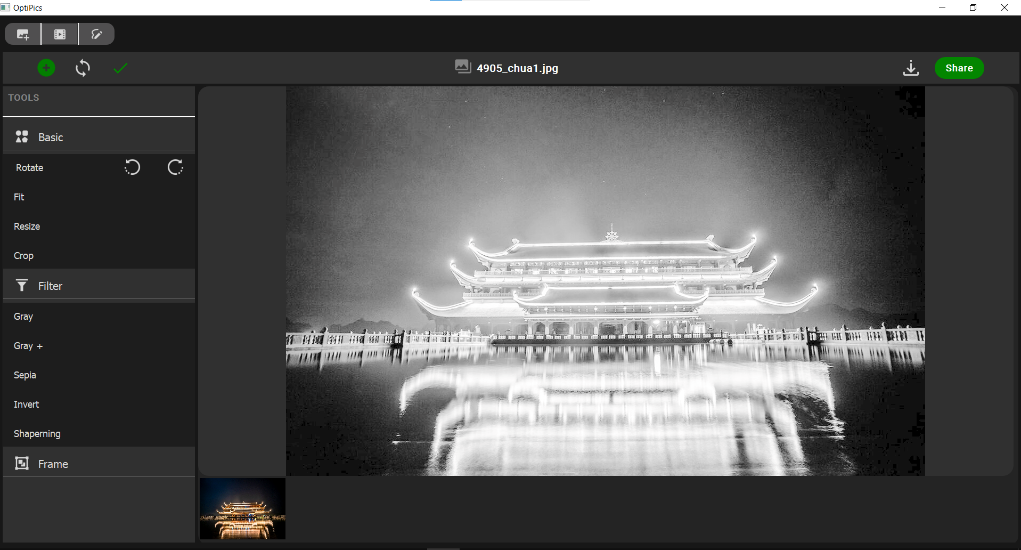 OptiPics
4905_chua1.jpg
Share
TOOLS
Basic
Rotate
Fit
Resize
Crop
Filter
Gray
Gray +
Sepia
Invert
Shaperning
Frame